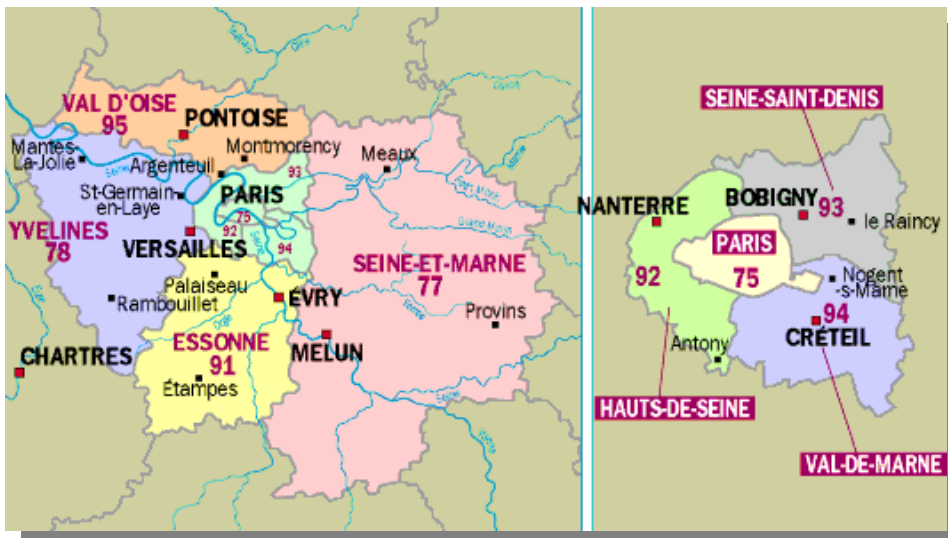 VAL D'OISE
95
PONTOISE
Mantes-
La-Jolie
Montmorency
Argenteuil
Meaux
93
St-Germain-
en-Laye
PARIS
75
92
94
Seine
YVELINES
78
VERSAILLES
Palaiseau
SEINE-ET-MARNE
77
Rambouillet
ÉVRY
Provins
CHARTRES
ESSONNE
91
MELUN
Étampes
Seine
SEINE-SAINT-DENIS
NANTERRE
BOBIGNY
93
le Raincy
PARIS
75
92
Nogent
-s-Marne
94
CRÉTEIL
Antony
HAUTS-DE-SEINE
VAL-DE-MARNE